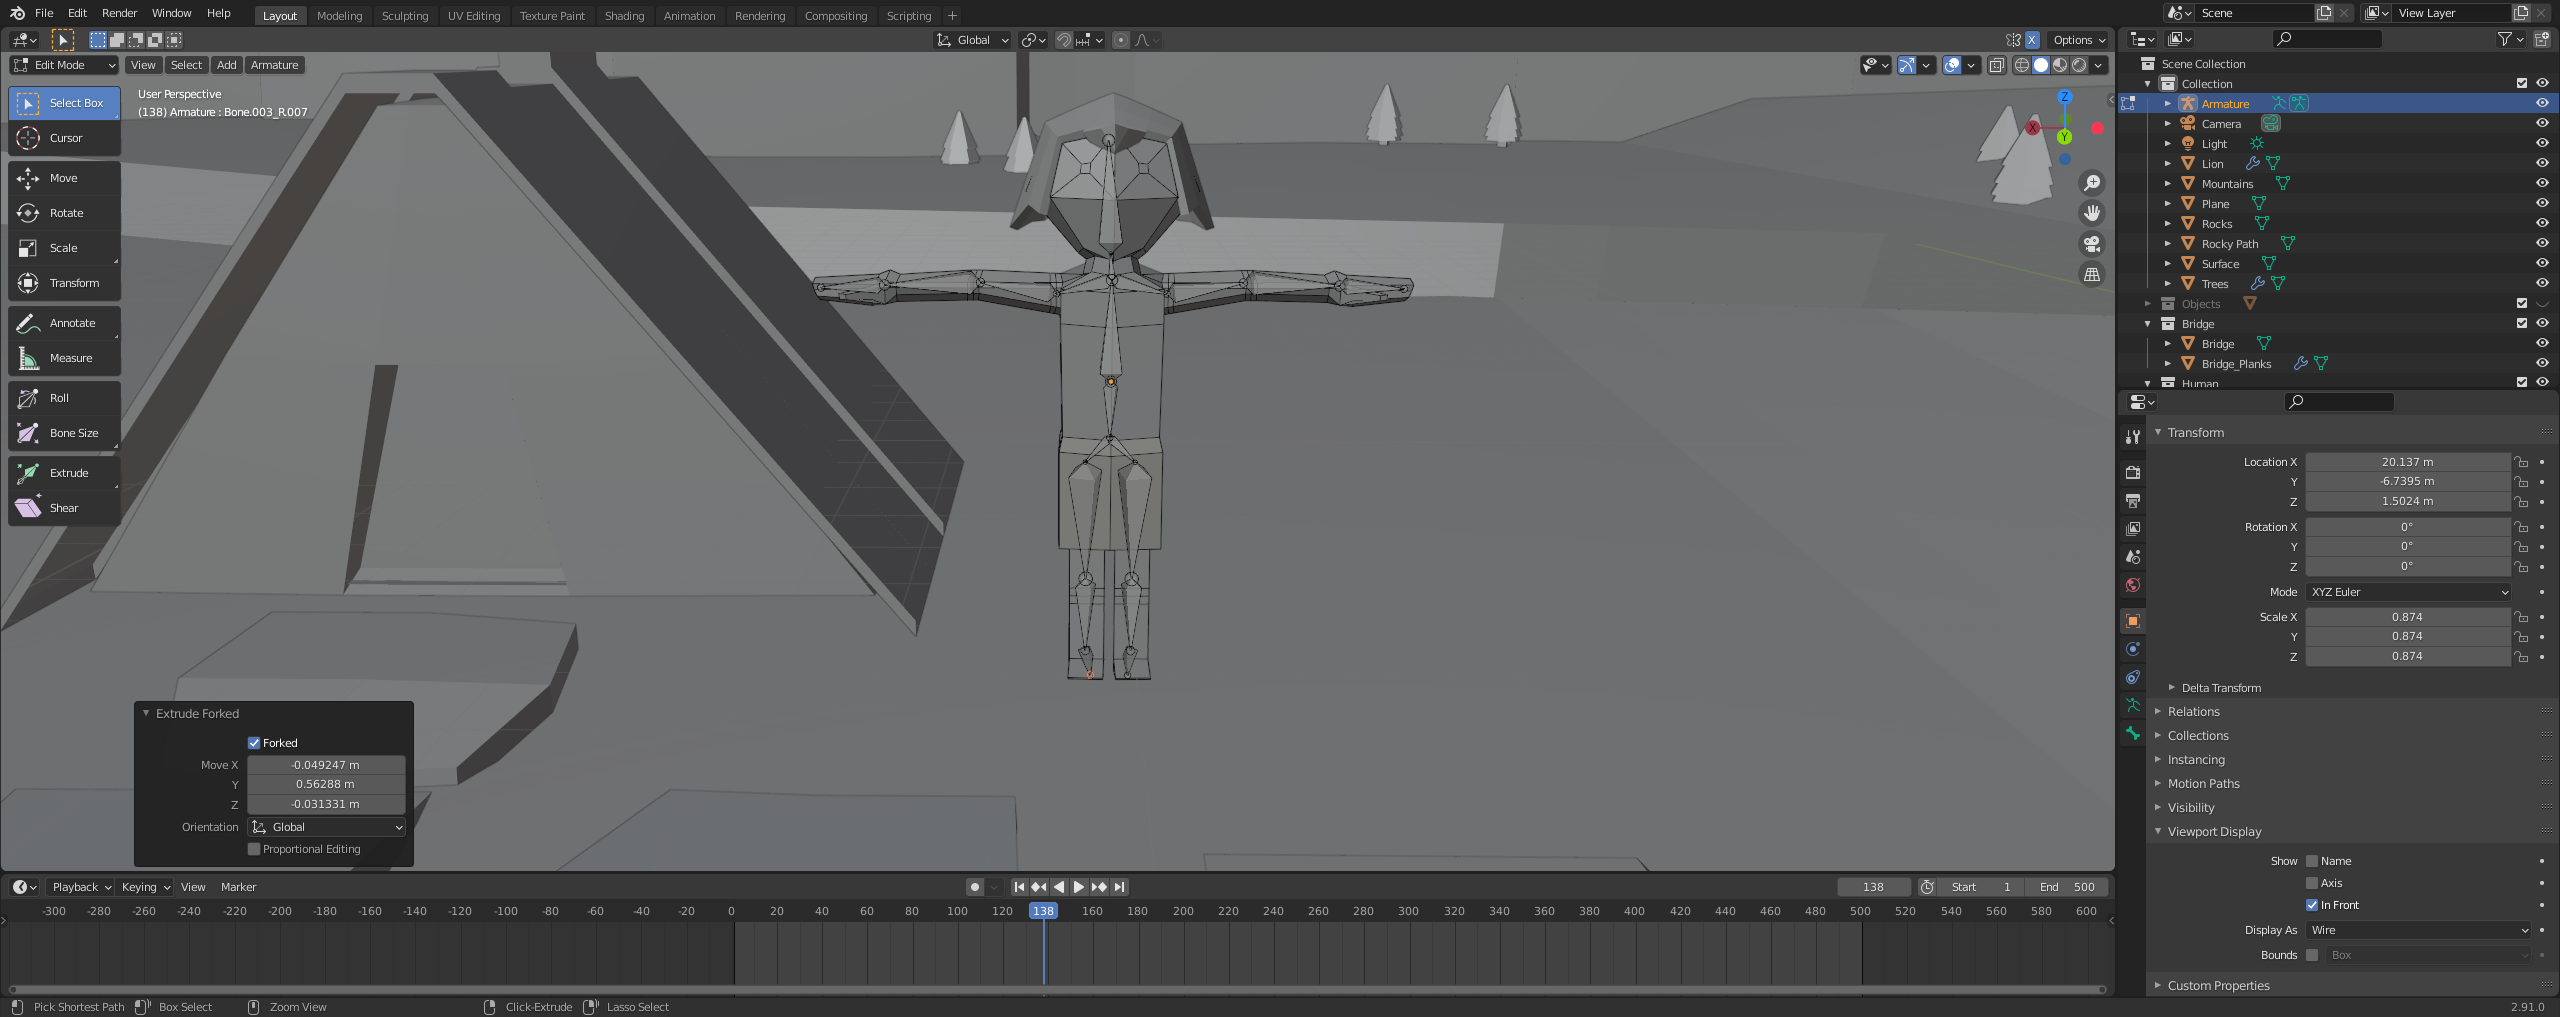 File Edit Render Window Help Layout Modeling Sculpting UV Editing Texture Paint Shading Animation Rendering Compositing Scripting + Scene View Layer
Global X Options
Edit Mode View Select Add Armature
User Perspective
(138) Armature : Bone.003_R.007
Select Box
Cursor
Move
Rotate
Scale
Transform
Annotate
Measure
Roll
Bone Size
Extrude
Shear
Z
X
Y
Extrude Forked
Forked
Move X -0.049247 m
Y 0.56288 m
Z -0.031331 m
Orientation Global
Proportional Editing
Scene Collection
Collection
Armature
Camera
Light
Lion
Mountains
Plane
Rocks
Rocky Path
Surface
Trees
Objects
Bridge
Bridge
Bridge_Planks
Human
Transform
Location X 20.137 m
Y -6.7395 m
Z 1.5024 m
Rotation X 0°
Y 0°
Z 0°
Mode XYZ Euler
Scale X 0.874
Y 0.874
Z 0.874
Delta Transform
Relations
Collections
Instancing
Motion Paths
Visibility
Viewport Display
Show Name
Axis
In Front
Display As Wire
Bounds Box
Custom Properties
Playback Keying View Marker 138 Start 1 End 500
-300 -280 -260 -240 -220 -200 -180 -160 -140 -120 -100 -80 -60 -40 -20 0 20 40 60 80 100 120 138 160 180 200 220 240 260 280 300 320 340 360 380 400 420 440 460 480 500 520 540 560 580 600
Pick Shortest Path Box Select Zoom View Click-Extrude Lasso Select 2.91.0